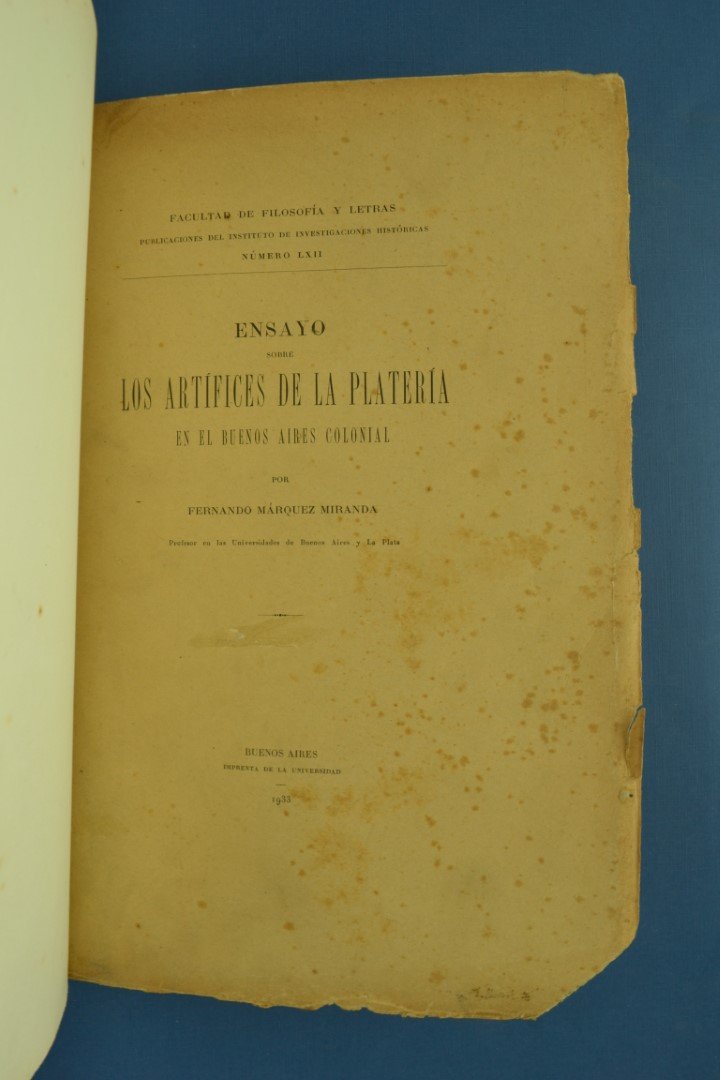 FACULTAD DE FILOSOFÍA Y LETRAS
PUBLICACIONES DEL INSTITUTO DE INVESTIGACIONES HISTÓRICAS
NÚMERO LXII
ENSAYO
SOBRE
LOS ARTÍFICES DE LA PLATERÍA
EN EL BUENOS AIRES COLONIAL
POR
FERNANDO MÁRQUEZ MIRANDA
Profesor en las Universidades de Buenos Aires y La Plata
BUENOS AIRES
IMPRENTA DE LA UNIVERSIDAD
1933